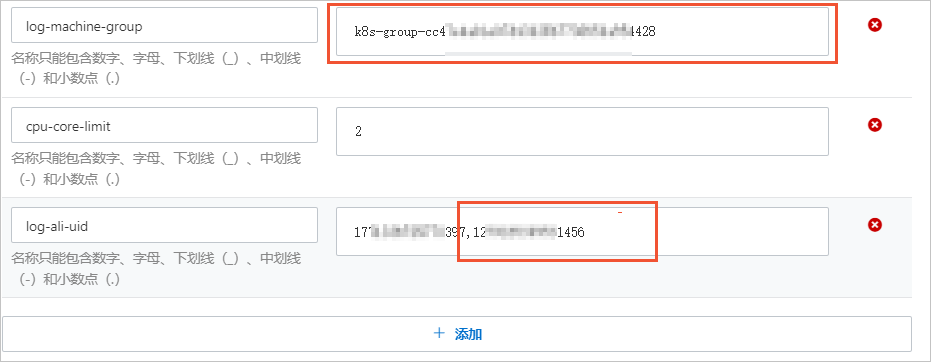 log-machine-group
k8s-group-cc4 4428
名称只能包含数字、字母、下划线（_）、中划线
（-）和小数点（.）
cpu-core-limit
2
名称只能包含数字、字母、下划线（_）、中划线
（-）和小数点（.）
log-ali-uid
177 397,12 1456
名称只能包含数字、字母、下划线（_）、中划线
（-）和小数点（.）
+ 添加